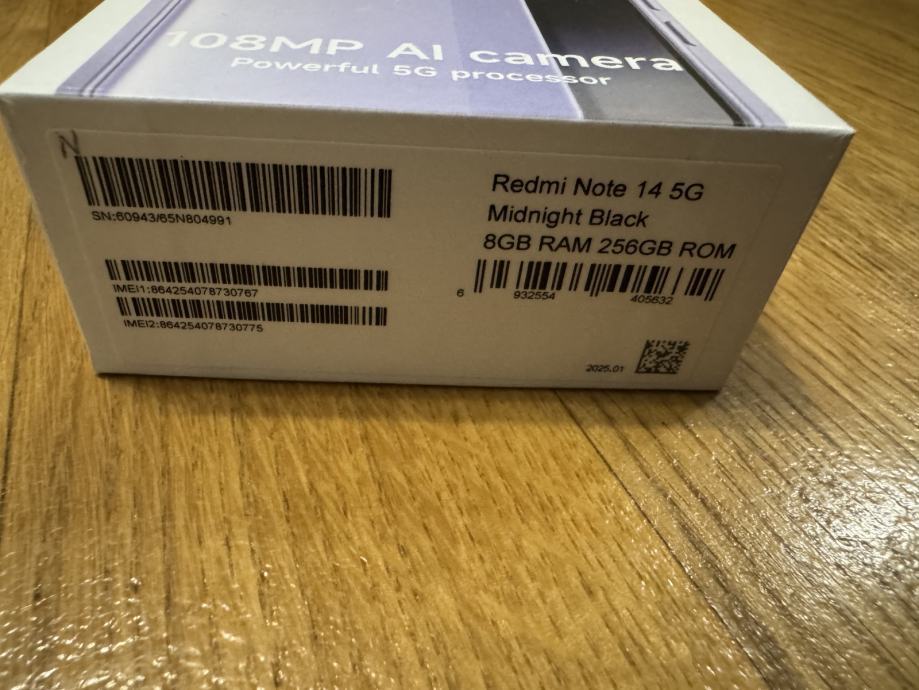 108MP AI camera
Powerful 5G processor
N
SN:60943/65N804991
IMEI1:864254078730767
IMEI2:864254078730775
Redmi Note 14 5G
Midnight Black
8GB RAM 256GB ROM
6 932554 405632
2025.01